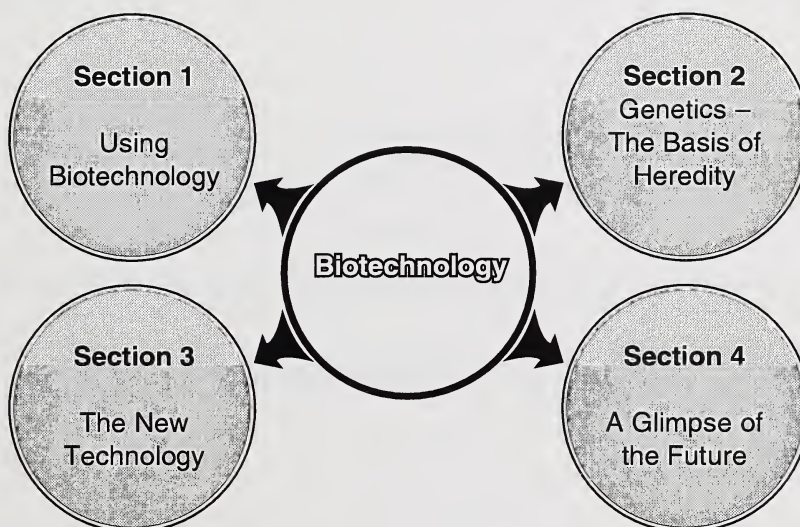 Section 1
Using
Biotechnology
Section 2
Genetics –
The Basis of
Heredity
Biotechnology
Section 3
The New
Technology
Section 4
A Glimpse of
the Future